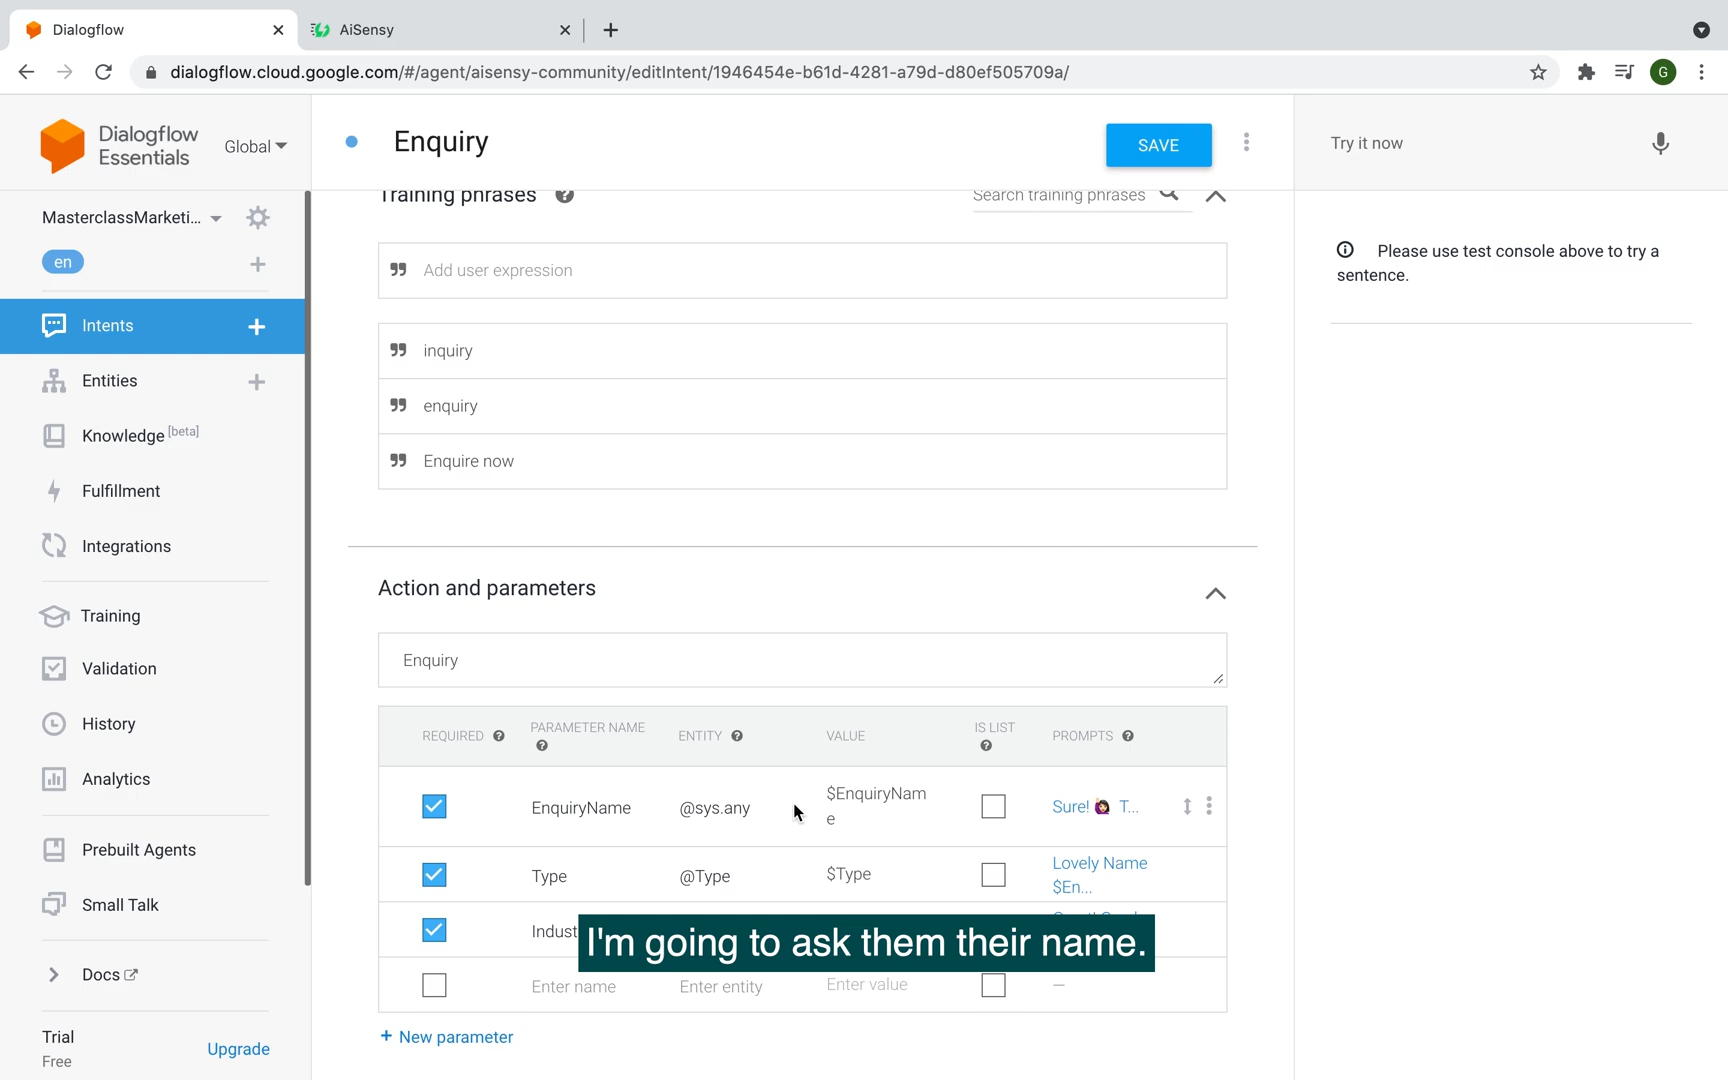 Dialogflow
AiSensy
dialogflow.cloud.google.com/#/agent/aisensy-community/editIntent/1946454e-b61d-4281-a79d-d80ef505709a/
G
Dialogflow
Essentials
Global
Enquiry
SAVE
Try it now
MasterclassMarketi...
en
Intents
Entities
Knowledge [beta]
Fulfillment
Integrations
Training
Validation
History
Analytics
Prebuilt Agents
Small Talk
Docs
Trial
Free
Upgrade
Training phrases
Search training phrases
Add user expression
inquiry
enquiry
Enquire now
Action and parameters
Enquiry
REQUIRED
PARAMETER NAME
ENTITY
VALUE
IS LIST
PROMPTS
EnquiryName
@sys.any
$EnquiryNam
e
Sure! 🙋🏻‍♀️ T...
Type
@Type
$Type
Lovely Name
$En...
Indust
I'm going to ask them their name.
Enter name
Enter entity
Enter value
—
+ New parameter
Please use test console above to try a
sentence.